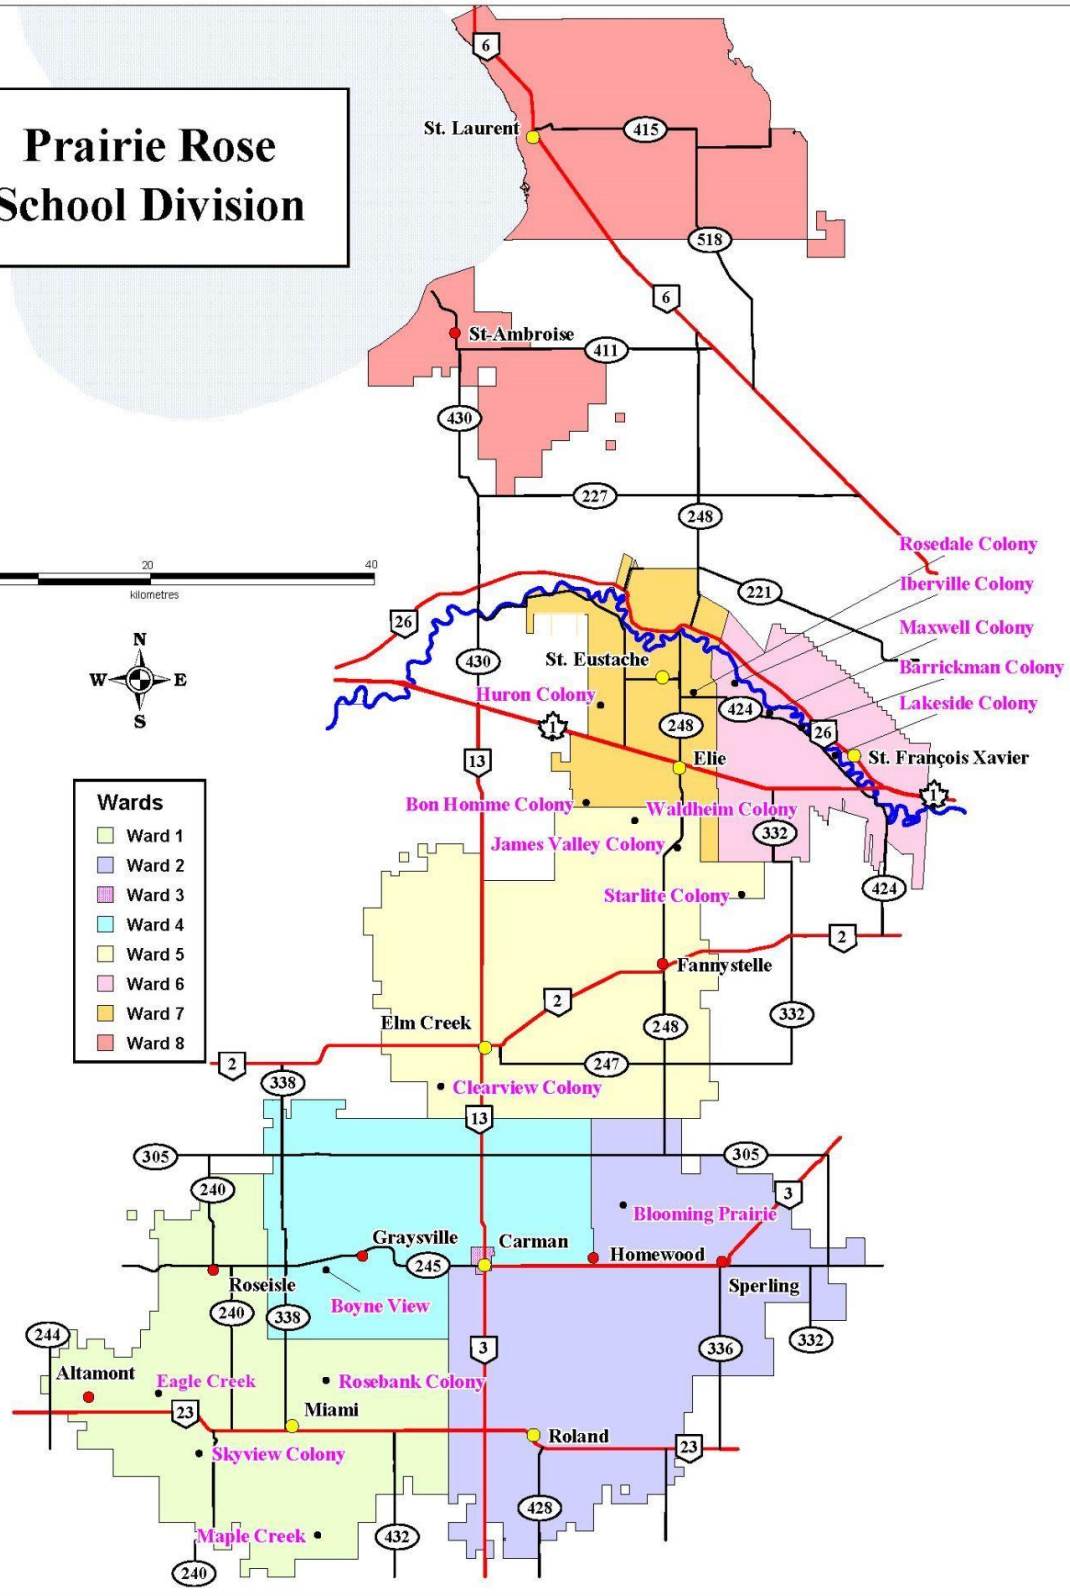 6
St. Laurent
415
Prairie Rose
School Division
518
6
St-Ambroise
411
430
227
248
Rosedale Colony
20
40
kilometres
Iberville Colony
221
26
Maxwell Colony
N
W
E
S
430
St. Eustache
Barrickman Colony
Huron Colony
424
Lakeside Colony
1
248
26
13
Elie
St. François Xavier
Wards
Bon Homme Colony
Waldheim Colony
1
Ward 1
332
James Valley Colony
Ward 2
Ward 3
Starlite Colony
424
Ward 4
2
Ward 5
Fannystelle
Ward 6
2
Ward 7
Elm Creek
248
332
Ward 8
2
247
338
Clearview Colony
13
305
305
240
3
Blooming Prairie
Graysville
Carman
Homewood
245
Roseisle
Sperling
Boyne View
240
338
244
332
3
336
Altamont
Eagle Creek
Rosebank Colony
23
Miami
Roland
23
Skyview Colony
428
Maple Creek
432
240